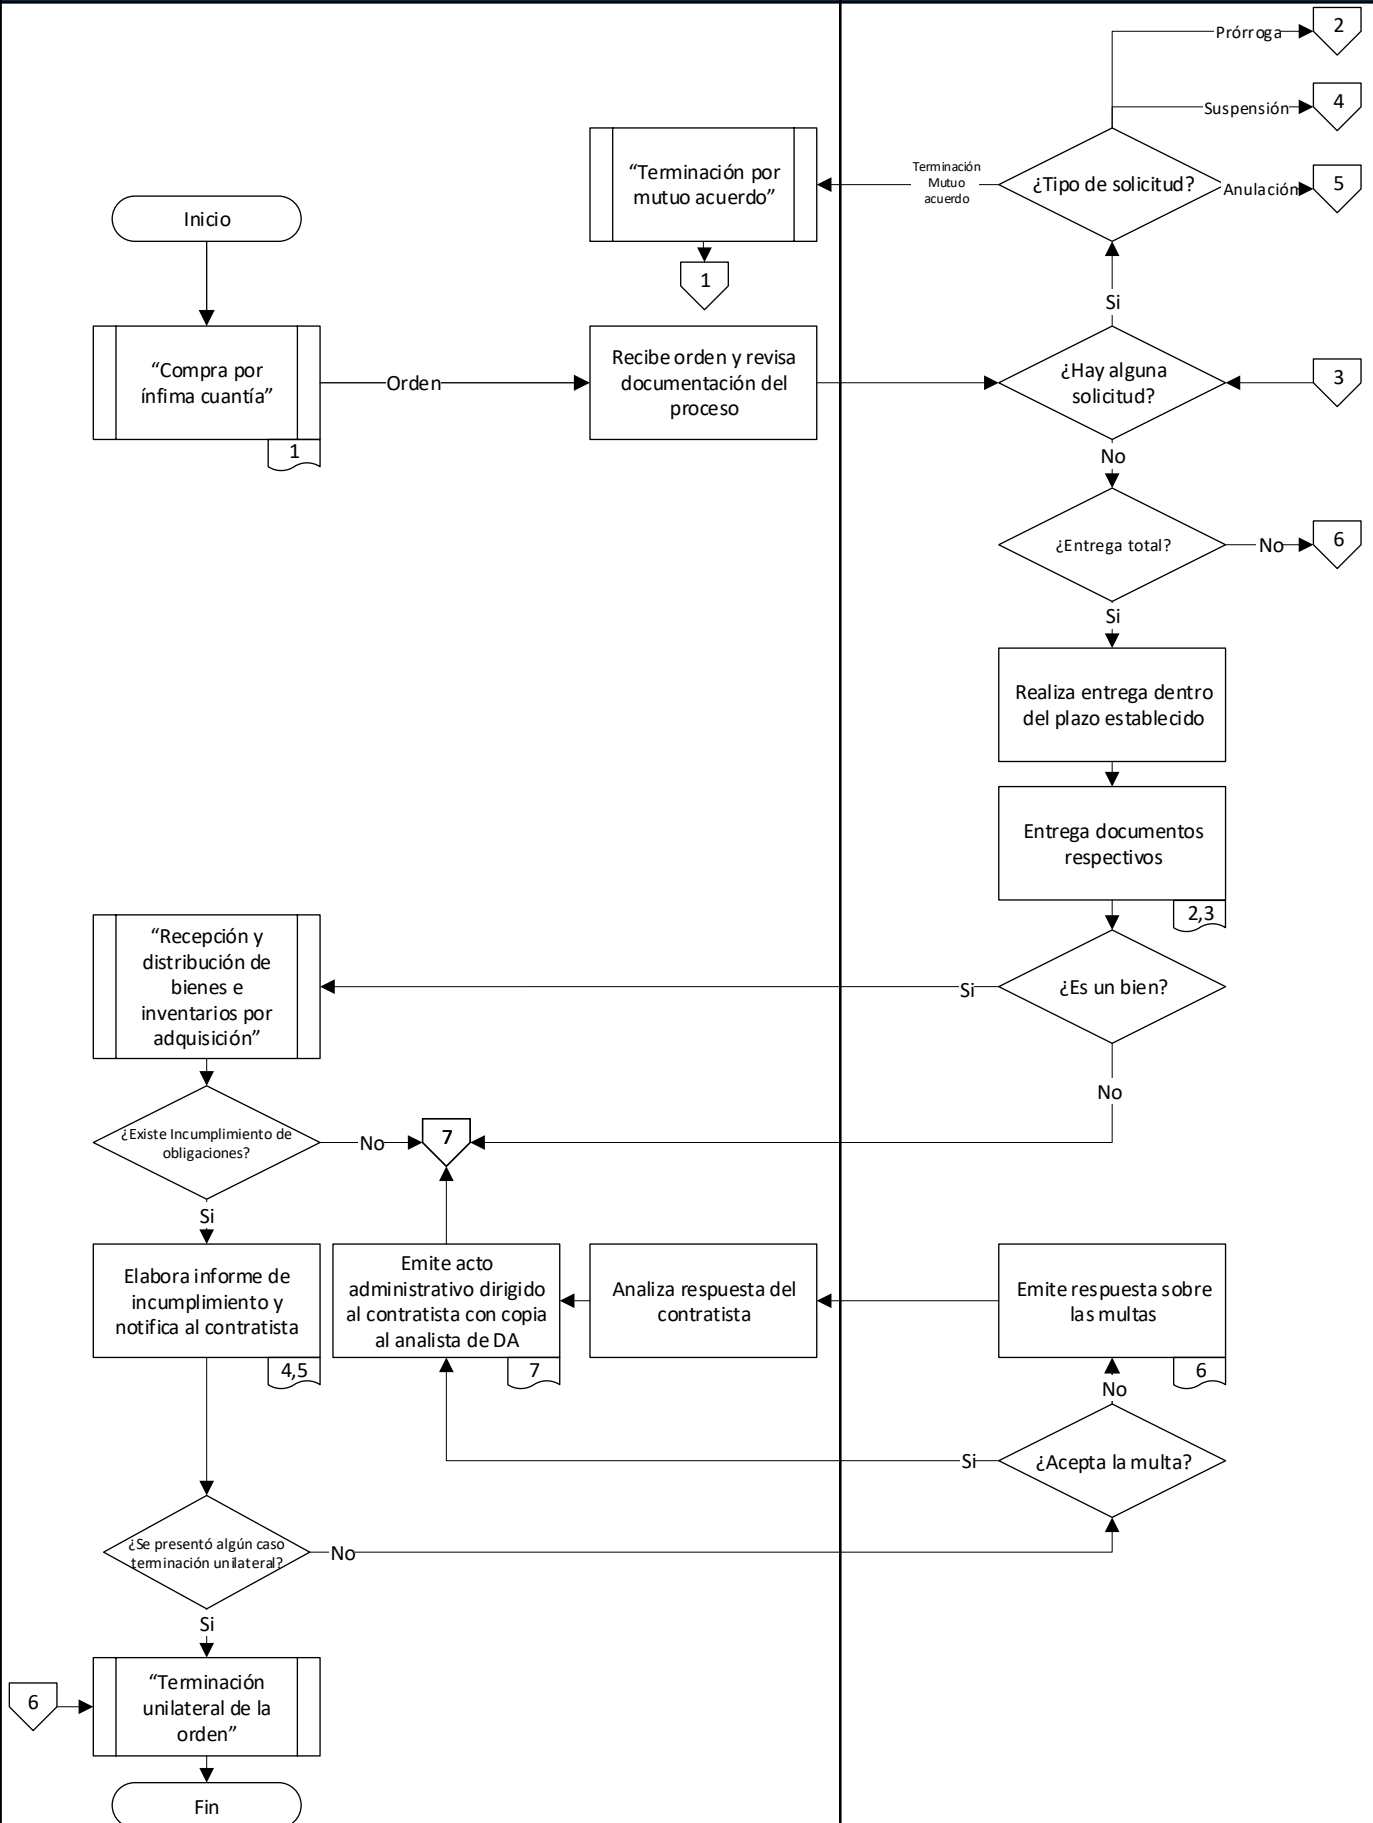 Prórroga
2
Suspensión
4
¿Tipo de solicitud?
Anulación
5
Terminación
Mutuo
acuerdo
“Terminación por
mutuo acuerdo”
1
Inicio
Si
“Compra por
ínfima cuantía”
1
Orden
Recibe orden y revisa
documentación del
proceso
¿Hay alguna
solicitud?
3
No
¿Entrega total?
No
6
Si
Realiza entrega dentro
del plazo establecido
Entrega documentos
respectivos
2,3
¿Es un bien?
Si
“Recepción y
distribución de
bienes e
inventarios por
adquisición”
No
¿Existe Incumplimiento de
obligaciones?
No
7
Si
Elabora informe de
incumplimiento y
notifica al contratista
4,5
Emite acto
administrativo dirigido
al contratista con copia
al analista de DA
7
Analiza respuesta del
contratista
Emite respuesta sobre
las multas
6
No
¿Acepta la multa?
Si
¿Se presentó algún caso
terminación unilateral?
No
Si
6
“Terminación
unilateral de la
orden”
Fin